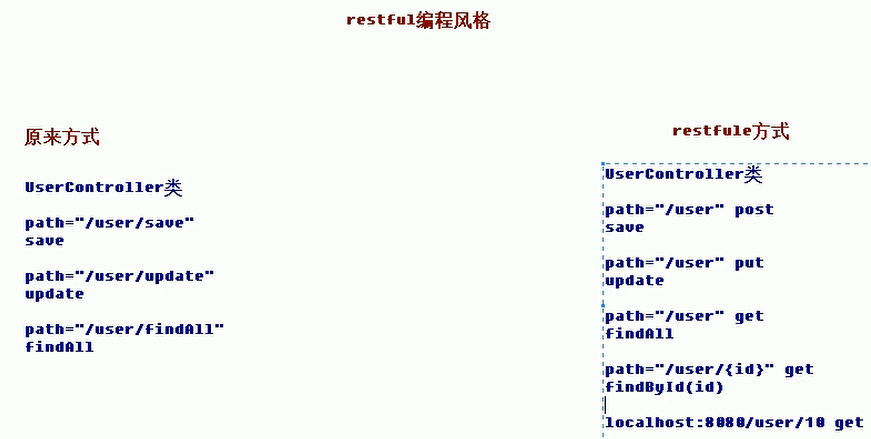 restful编程风格
原来方式
UserController类
path="/user/save"
save
path="/user/update"
update
path="/user/findAll"
findAll
restfule方式
UserController类
path="/user" post
save
path="/user" put
update
path="/user" get
findAll
path="/user/{id}" get
findById(id)
localhost:8080/user/10 get